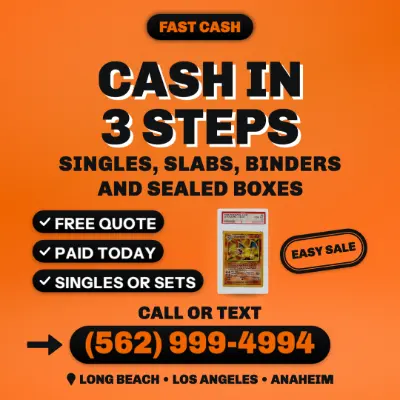 FAST CASH
CASH IN
3 STEPS
SINGLES, SLABS, BINDERS
AND SEALED BOXES
FREE QUOTE
PAID TODAY
SINGLES OR SETS
EASY SALE
CALL OR TEXT
(562) 999-4994
LONG BEACH • LOS ANGELES • ANAHEIM